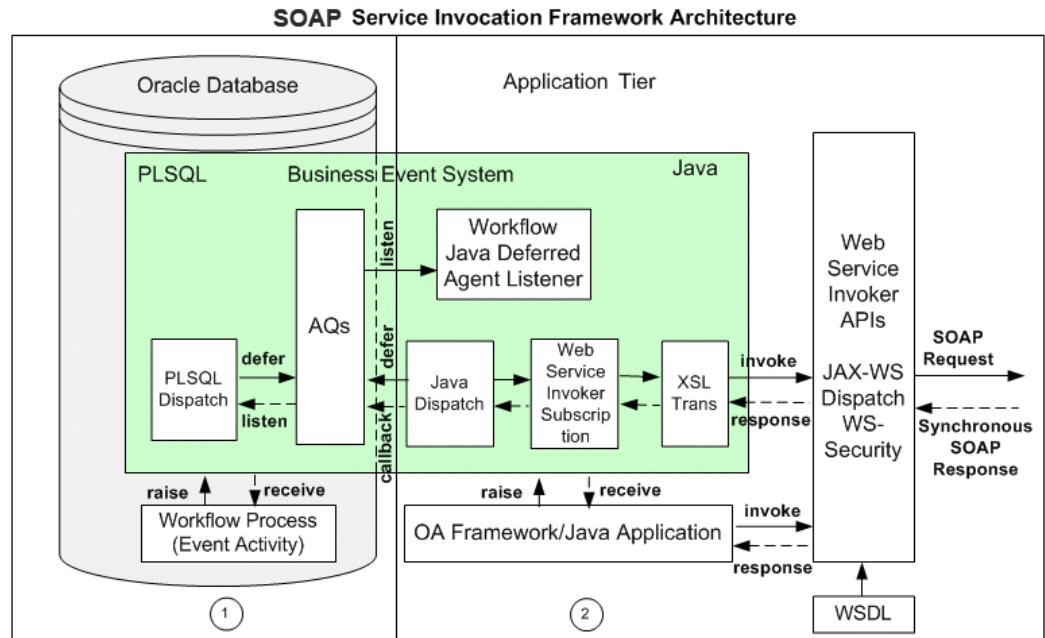 SOAP Service Invocation Framework Architecture
Oracle Database
Application Tier
PLSQL
Business Event System
Java
listen
Workflow
Java Deferred
Agent Listener
AQs
PLSQL
Dispatch
defer
listen
defer
callback
Java
Dispatch
Web
Service
Invoker
Subscrip
tion
XSL
Trans
invoke
response
Web
Service
Invoker
APIs
JAX-WS
Dispatch
WS-
Security
SOAP
Request
Synchronous
SOAP
Response
raise
receive
Workflow Process
(Event Activity)
raise
receive
OA Framework/Java Application
invoke
response
WSDL
1
2